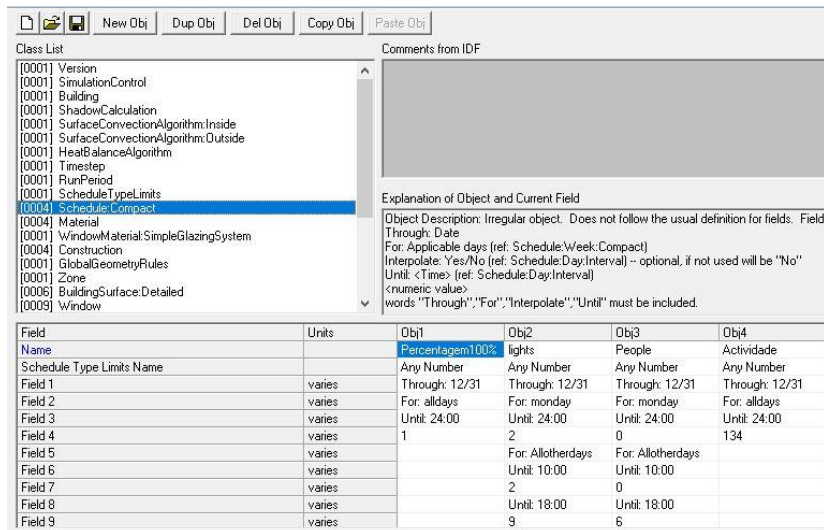 New Obj Dup Obj Del Obj Copy Obj Paste Obj
Class List
[0001] Version
[0001] SimulationControl
[0001] Building
[0001] ShadowCalculation
[0001] SurfaceConvectionAlgorithm:Inside
[0001] SurfaceConvectionAlgorithm:Outside
[0001] HeatBalanceAlgorithm
[0001] Timestep
[0001] RunPeriod
[0001] ScheduleTypeLimits
[0004] Schedule:Compact
[0004] Material
[0001] WindowMaterial:SimpleGlazingSystem
[0004] Construction
[0001] GlobalGeometryRules
[0001] Zone
[0006] BuildingSurface:Detailed
[0009] Window
Comments from IDF
Explanation of Object and Current Field
Object Description: Irregular object. Does not follow the usual definition for fields. Field
Through: Date
For: Applicable days (ref: Schedule:Week:Compact)
Interpolate: Yes/No (ref: Schedule:Day:Interval) -- optional, if not used will be "No"
Until: <Time> (ref: Schedule:Day:Interval)
<numeric value>
words "Through","For","Interpolate","Until" must be included.
Field Units Obj1 Obj2 Obj3 Obj4
Name Percentagem100% lights People Actividade
Schedule Type Limits Name Any Number Any Number Any Number Any Number
Field 1 varies Through: 12/31 Through: 12/31 Through: 12/31 Through: 12/31
Field 2 varies For: alldays For: monday For: monday For: alldays
Field 3 varies Until: 24:00 Until: 24:00 Until: 24:00 Until: 24:00
Field 4 varies 1 2 0 134
Field 5 varies For: Allotherdays For: Allotherdays
Field 6 varies Until: 10:00 Until: 10:00
Field 7 varies 2 0
Field 8 varies Until: 18:00 Until: 18:00
Field 9 varies 9 6